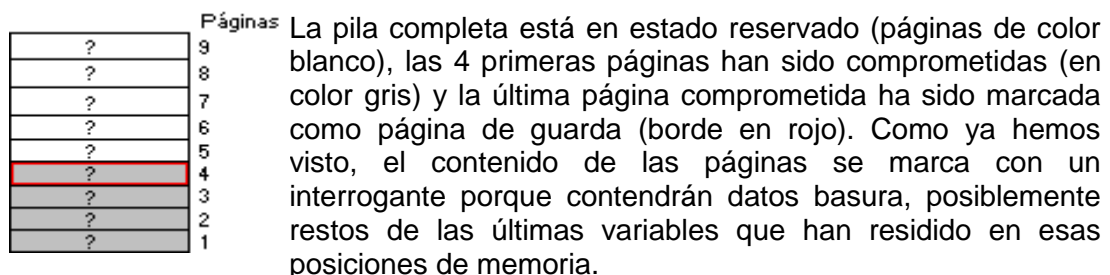 Páginas
? 9
? 8
? 7
? 6
? 5
? 4
? 3
? 2
? 1
La pila completa está en estado reservado (páginas de color
blanco), las 4 primeras páginas han sido comprometidas (en
color gris) y la última página comprometida ha sido marcada
como página de guarda (borde en rojo). Como ya hemos
visto, el contenido de las páginas se marca con un
interrogante porque contendrán datos basura, posiblemente
restos de las últimas variables que han residido en esas
posiciones de memoria.